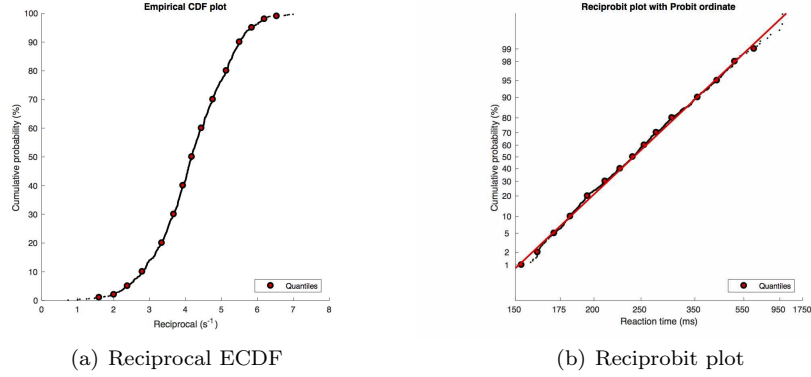 Empirical CDF plot
100
90
80
70
60
50
40
30
20
10
0
Cumulative probability (%)
0 1 2 3 4 5 6 7 8
Reciprocal (s-1)
Quantiles
(a) Reciprocal ECDF
Reciprobit plot with Probit ordinate
99
98
95
90
80
70
60
50
40
30
20
10
5
2
1
Cumulative probability (%)
150 175 200 250 350 550 950 1750
Reaction time (ms)
Quantiles
(b) Reciprobit plot